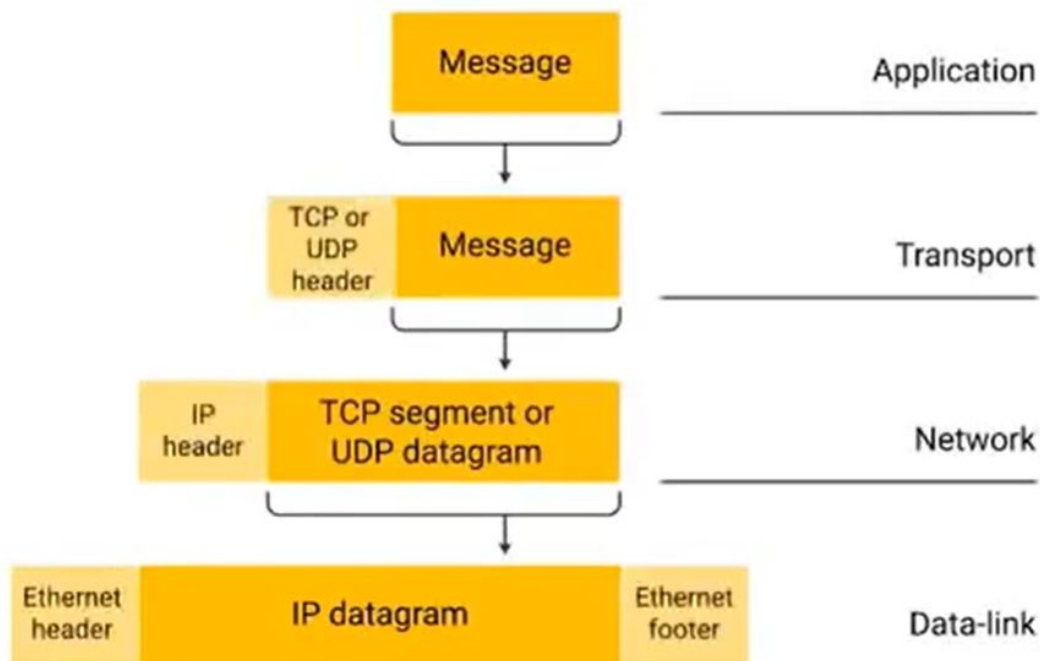 Message
Application
TCP or
UDP
header
Message
Transport
IP
header
TCP segment or
UDP datagram
Network
Ethernet
header
IP datagram
Ethernet
footer
Data-link